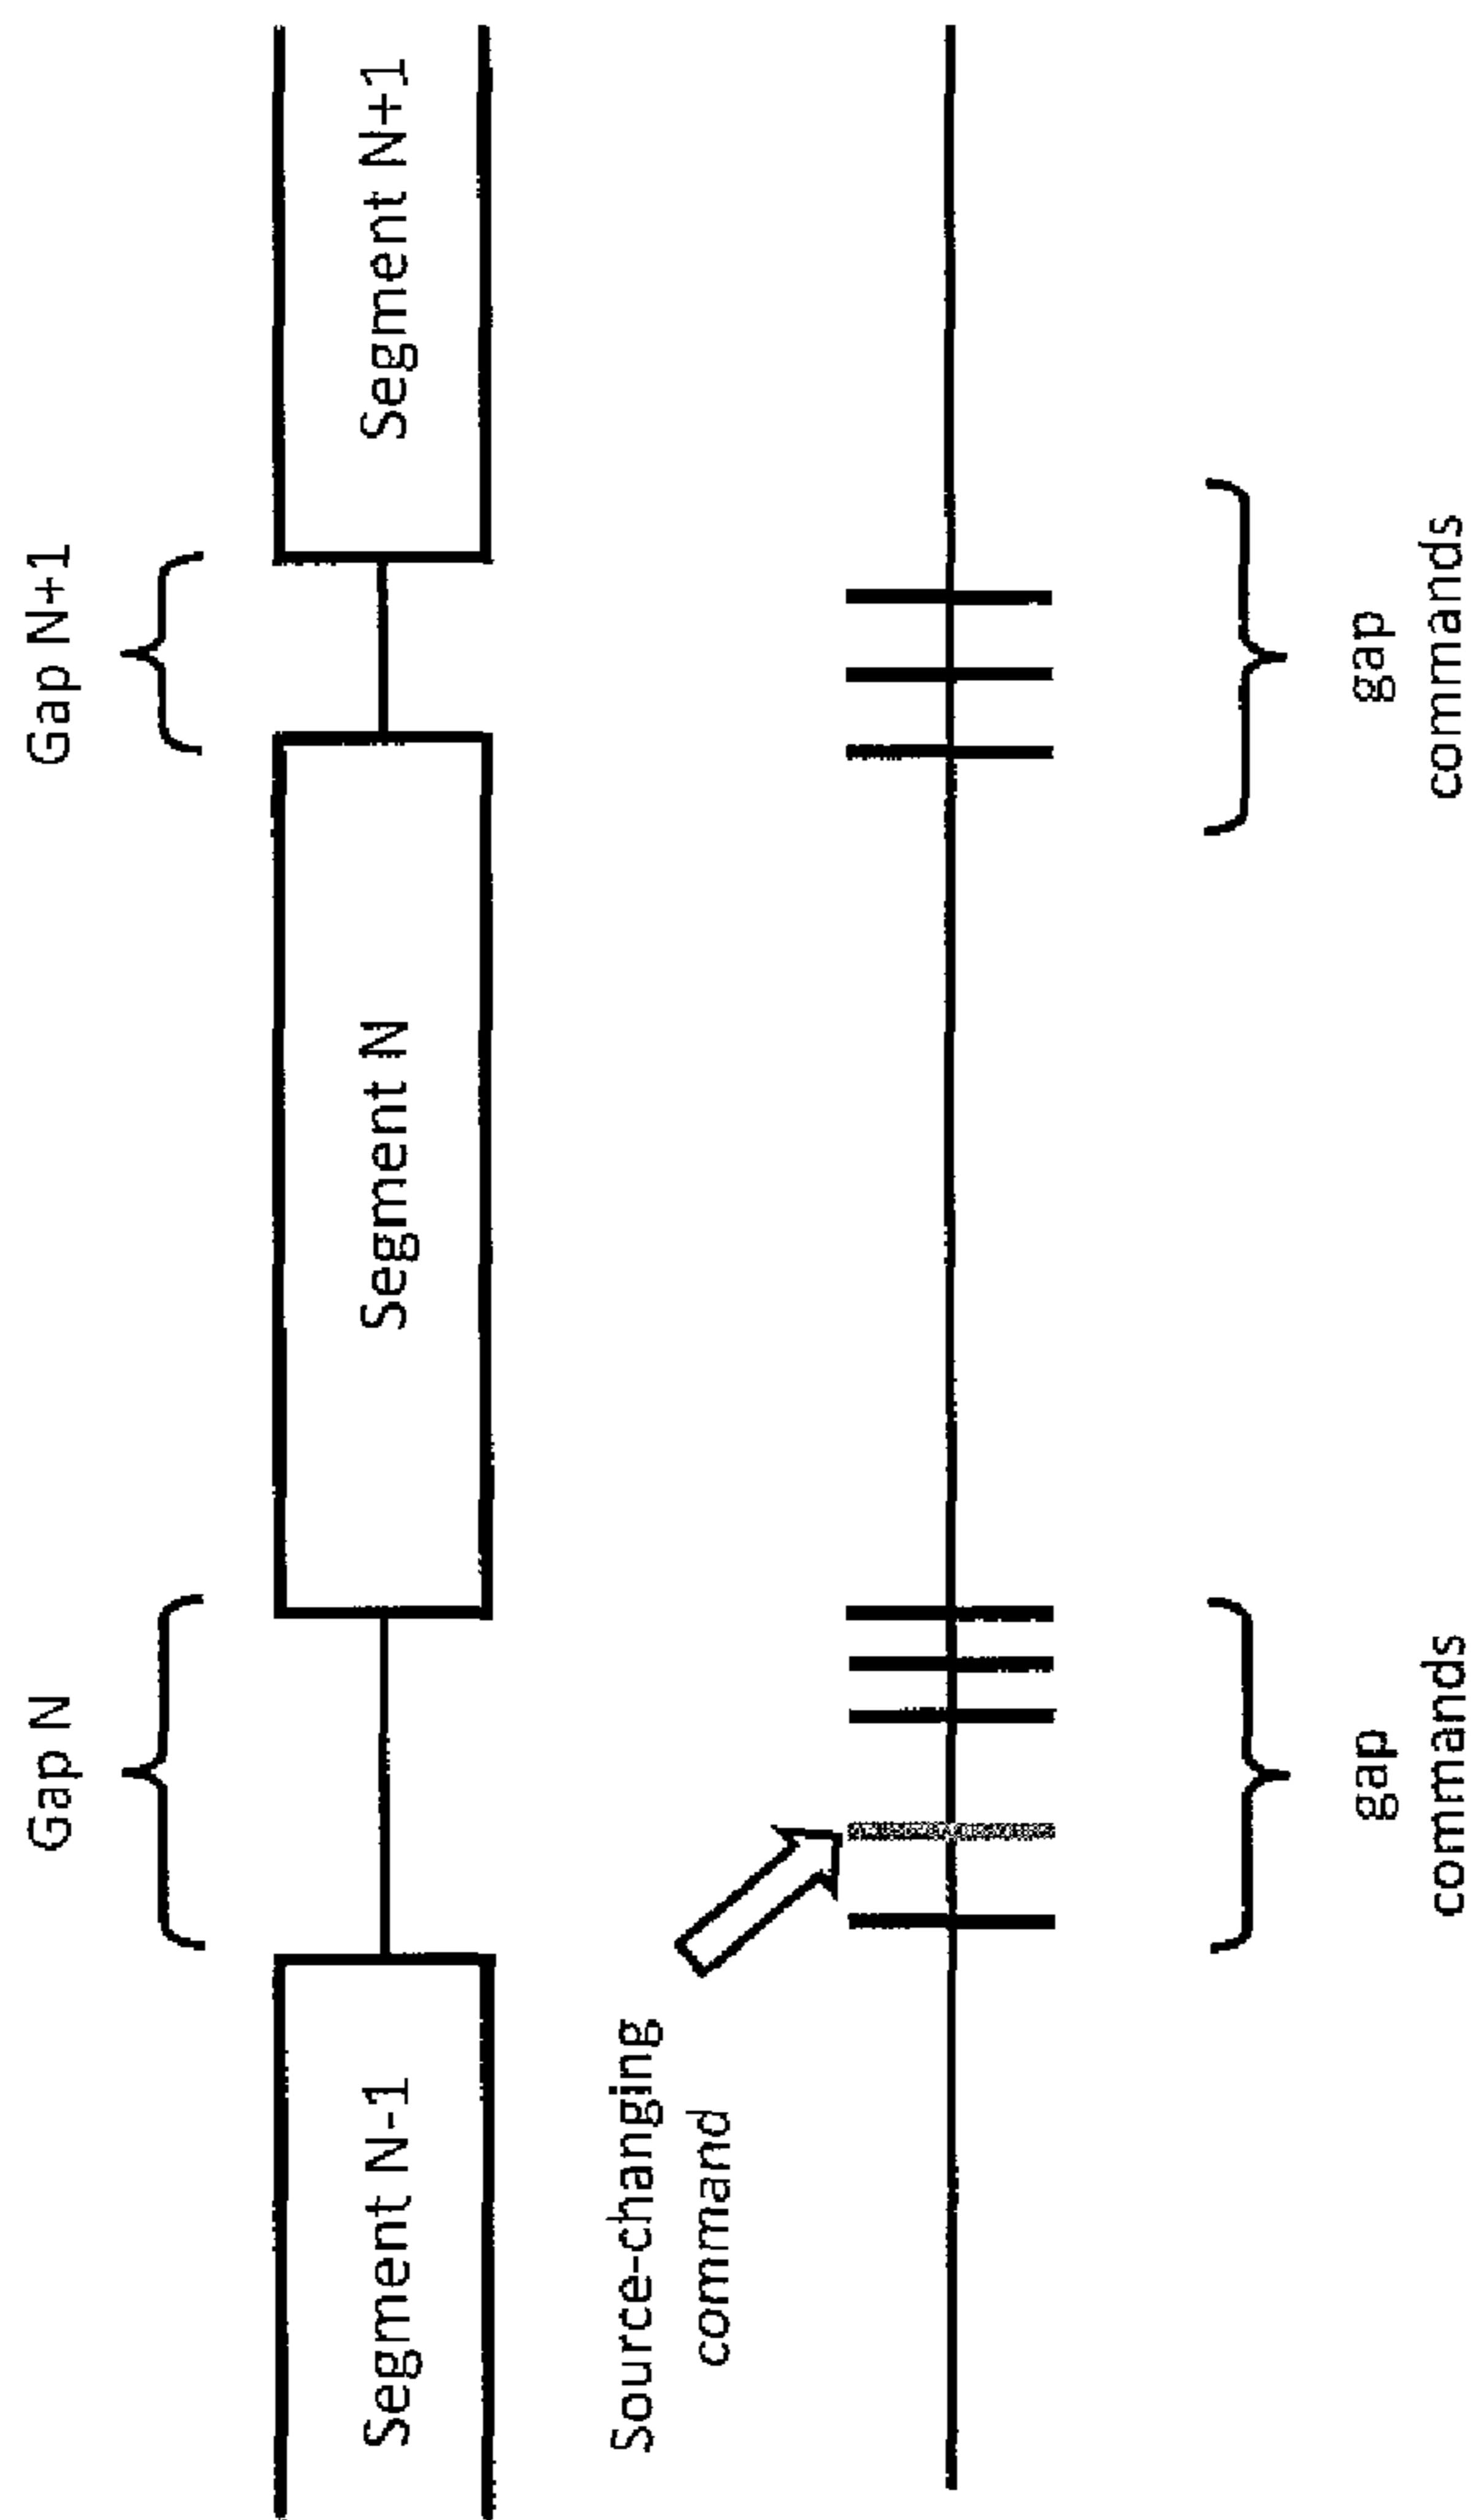 Gap N
Gap N+1
Segment N-1
Segment N
Segment N+1
Source-changing
command
gap
commands
gap
commands